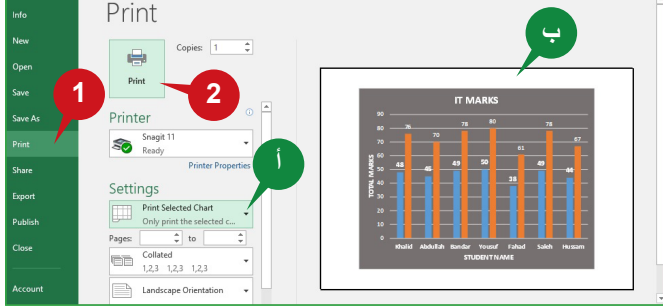 Info
New
Open
Save
Save As
Print
Share
Export
Publish
Close
Account
1
Print
Copies: 1
Print
2
Printer
Snagit 11
Ready
Printer Properties
أ
Settings
Print Selected Chart
Only print the selected c...
Pages: to
Collated
1,2,3 1,2,3 1,2,3
Landscape Orientation
ب
IT MARKS
TOTAL MARKS
90
80
70
60
50
40
30
20
10
0
76 70 78 80 61 78 67
48 46 49 50 38 49 44
Khalid Abdullah Bandar Yousuf Fahad Saleh Hussam
STUDENT NAME